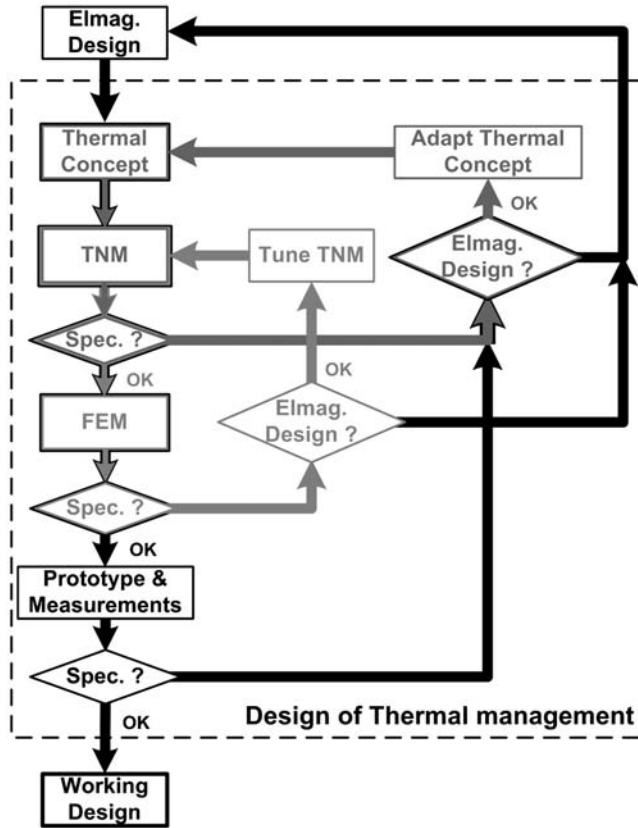 Elmag.
Design
Thermal
Concept
Adapt Thermal
Concept
OK
TNM
Tune TNM
Elmag.
Design ?
Spec. ?
OK
OK
FEM
Elmag.
Design ?
Spec. ?
OK
Prototype &
Measurements
Spec. ?
OK
Design of Thermal management
Working
Design